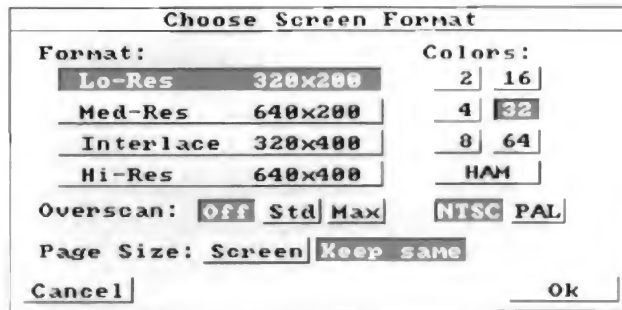 Choose Screen Format
Format: Colors:
Lo-Res 320x200 2 16
Med-Res 640x200 4 32
Interlace 320x400 8 64
Hi-Res 640x400 HAM
Overscan: Off Std Max NTSC PAL
Page Size: Screen Keep same
Cancel Ok